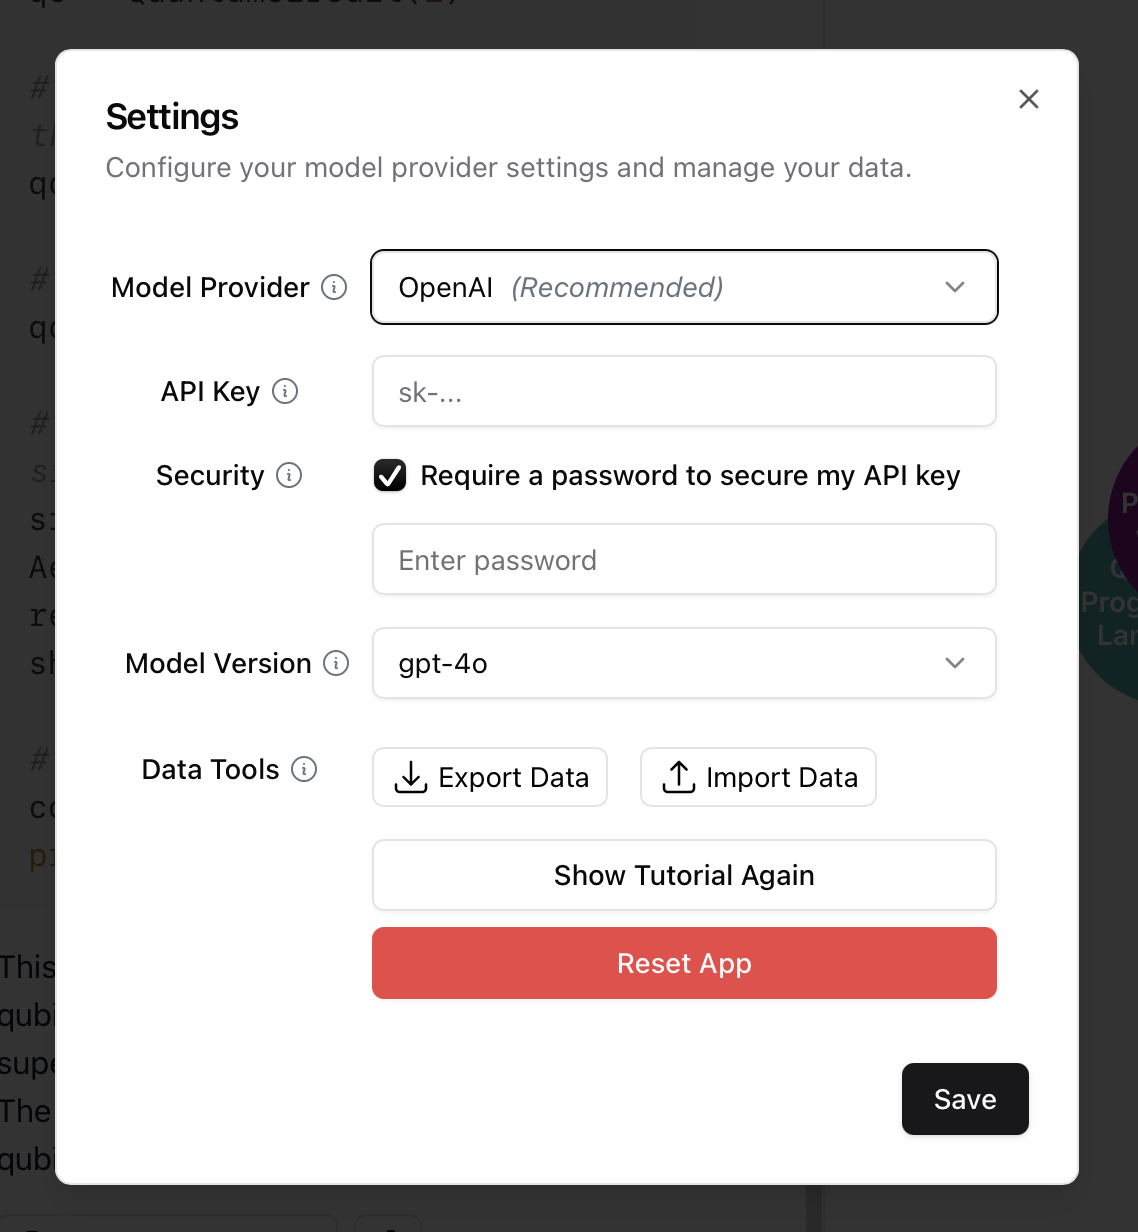 Settings
Configure your model provider settings and manage your data.
Model Provider
OpenAI (Recommended)
API Key
sk-...
Security
Require a password to secure my API key
Enter password
Model Version
gpt-4o
Data Tools
Export Data
Import Data
Show Tutorial Again
Reset App
Save
#
#
#
#
This
The